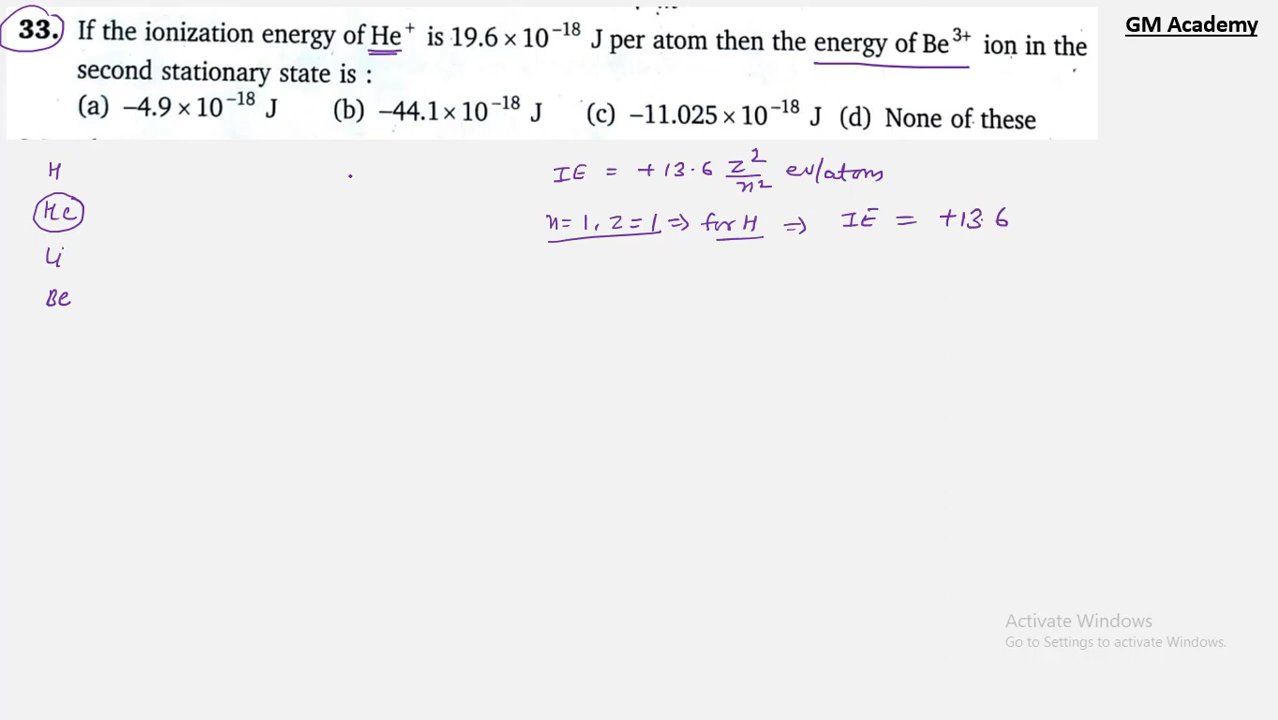 GM Academy
33. If the ionization energy of He⁺ is 19.6 × 10⁻¹⁸ J per atom then the energy of Be³⁺ ion in the
second stationary state is :
(a) −4.9 × 10⁻¹⁸ J (b) −44.1 × 10⁻¹⁸ J (c) −11.025 × 10⁻¹⁸ J (d) None of these
H
He
Li
Be
IE = +13.6 z²/n² ev/atom
n=1, z=1 ⇒ for H ⇒ IE = +13.6
Activate Windows
Go to Settings to activate Windows.